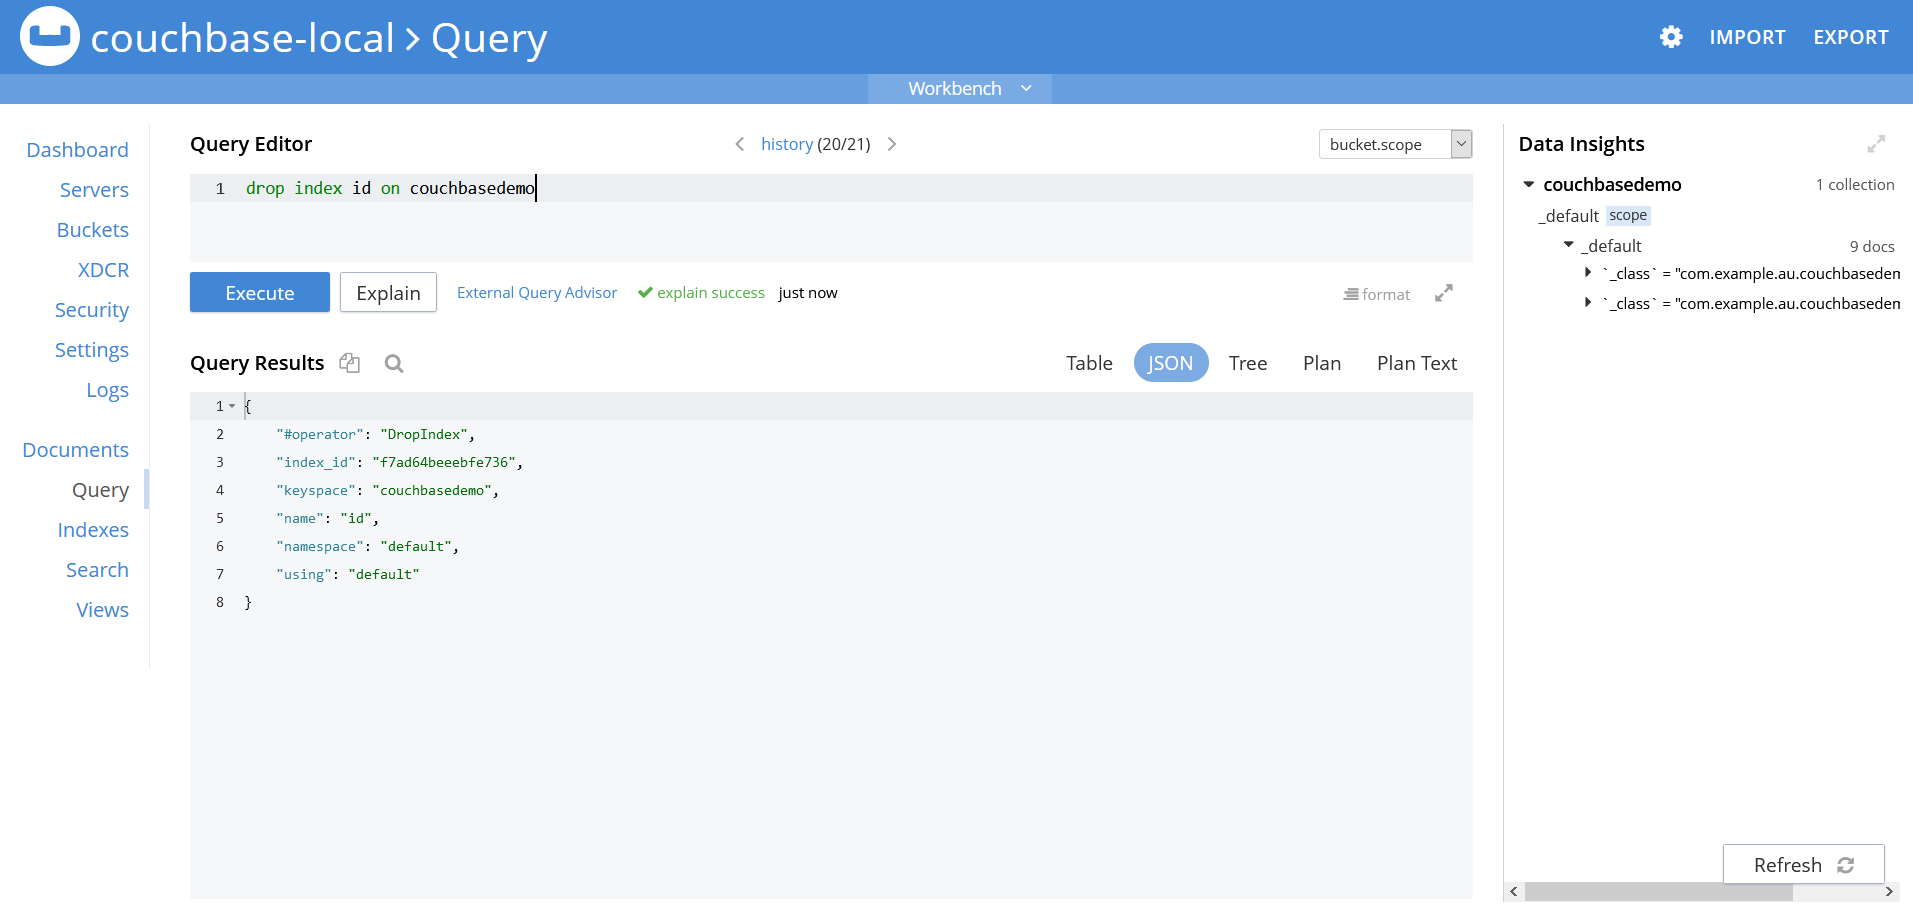 couchbase-local > Query
IMPORT
EXPORT
Workbench
Dashboard
Servers
Buckets
XDCR
Security
Settings
Logs
Documents
Query
Indexes
Search
Views
Query Editor
history (20/21)
bucket.scope
1 drop index id on couchbasedemo
Execute
Explain
External Query Advisor
explain success just now
format
Query Results
Table
JSON
Tree
Plan
Plan Text
1 {
2 "#operator": "DropIndex",
3 "index_id": "f7ad64beeebfe736",
4 "keyspace": "couchbasedemo",
5 "name": "id",
6 "namespace": "default",
7 "using": "default"
8 }
Data Insights
couchbasedemo 1 collection
_default scope
_default 9 docs
`_class` = "com.example.au.couchbaseden
`_class` = "com.example.au.couchbaseden
Refresh